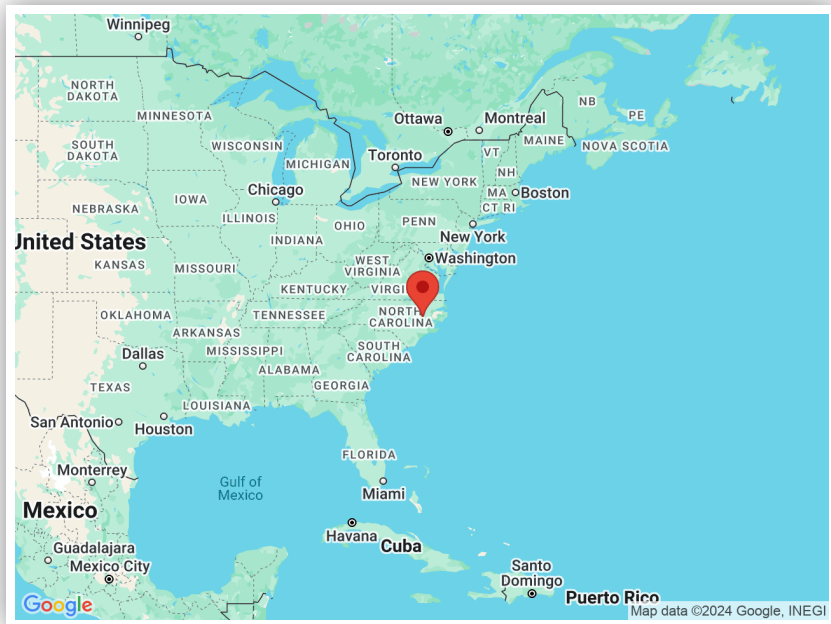 Winnipeg
NORTH
DAKOTA
MINNESOTA
Ottawa
Montreal
NB
PE
NOVA SCOTIA
MAINE
SOUTH
DAKOTA
WISCONSIN
MICHIGAN
Toronto
VT
NH
NEW YORK
MA
Boston
CT RI
Chicago
IOWA
NEBRASKA
ILLINOIS
OHIO
PENN
New York
INDIANA
United States
KANSAS
MISSOURI
WEST
VIRGINIA
Washington
KENTUCKY
VIRGI
OKLAHOMA
TENNESSEE
NORTH
CAROLINA
ARKANSAS
MISSISSIPPI
SOUTH
CAROLINA
Dallas
ALABAMA
TEXAS
GEORGIA
LOUISIANA
San Antonio
Houston
FLORIDA
Monterrey
Gulf of
Mexico
Miami
Mexico
Havana
Cuba
Guadalajara
Mexico City
Santo
Domingo
Puerto Rico
Google
Map data ©2024 Google, INEGI